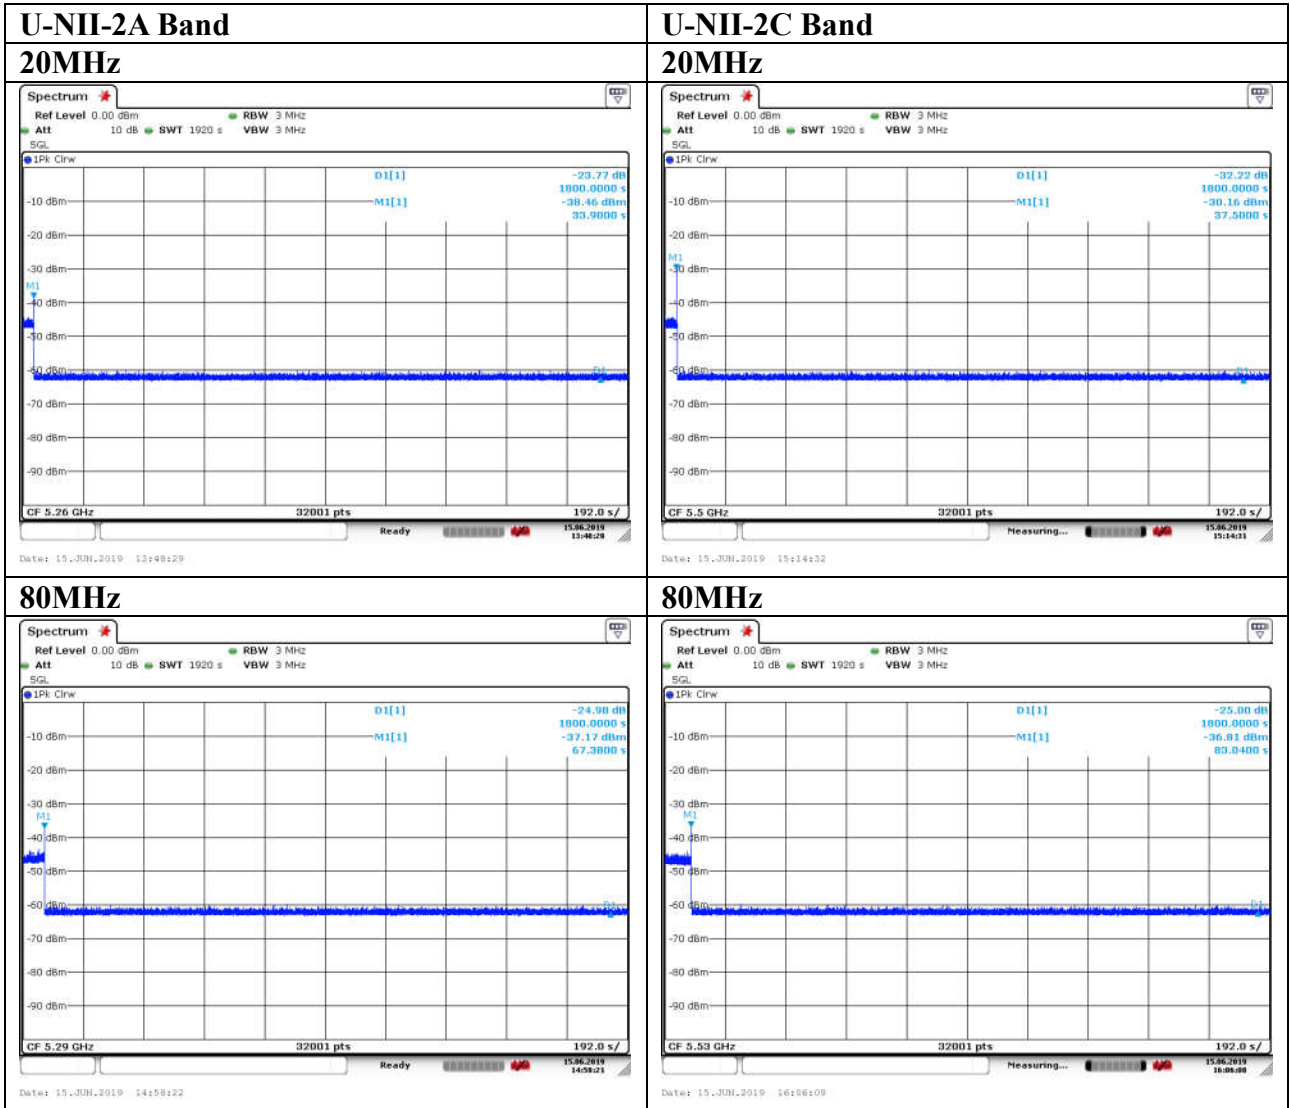 U-NII-2A Band
U-NII-2C Band
20MHz
20MHz
Spectrum
Ref Level 0.00 dBm RBW 3 MHz
Att 10 dB SWT 1920 s VBW 3 MHz
SGL
1Pk Clrw
D1[1] -23.77 dB
1800.0000 s
M1[1] -38.46 dBm
33.9000 s
-10 dBm
-20 dBm
-30 dBm
M1
-40 dBm
-50 dBm
-60 dBm
D1
-70 dBm
-80 dBm
-90 dBm
CF 5.26 GHz 32001 pts 192.0 s/
Ready 15.06.2019
13:48:28
Date: 15.JUN.2019 13:48:29
Spectrum
Ref Level 0.00 dBm RBW 3 MHz
Att 10 dB SWT 1920 s VBW 3 MHz
SGL
1Pk Clrw
D1[1] -32.22 dB
1800.0000 s
M1[1] -30.16 dBm
37.5000 s
-10 dBm
-20 dBm
M1
-30 dBm
-40 dBm
-50 dBm
-60 dBm
D1
-70 dBm
-80 dBm
-90 dBm
CF 5.5 GHz 32001 pts 192.0 s/
Measuring... 15.06.2019
15:14:31
Date: 15.JUN.2019 15:14:32
80MHz
80MHz
Spectrum
Ref Level 0.00 dBm RBW 3 MHz
Att 10 dB SWT 1920 s VBW 3 MHz
SGL
1Pk Clrw
D1[1] -24.98 dB
1800.0000 s
M1[1] -37.17 dBm
67.3800 s
-10 dBm
-20 dBm
-30 dBm
M1
-40 dBm
-50 dBm
-60 dBm
D1
-70 dBm
-80 dBm
-90 dBm
CF 5.29 GHz 32001 pts 192.0 s/
Ready 15.06.2019
14:58:21
Date: 15.JUN.2019 14:58:22
Spectrum
Ref Level 0.00 dBm RBW 3 MHz
Att 10 dB SWT 1920 s VBW 3 MHz
SGL
1Pk Clrw
D1[1] -25.00 dB
1800.0000 s
M1[1] -36.81 dBm
83.0400 s
-10 dBm
-20 dBm
-30 dBm
M1
-40 dBm
-50 dBm
-60 dBm
D1
-70 dBm
-80 dBm
-90 dBm
CF 5.53 GHz 32001 pts 192.0 s/
Measuring... 15.06.2019
16:06:08
Date: 15.JUN.2019 16:06:09